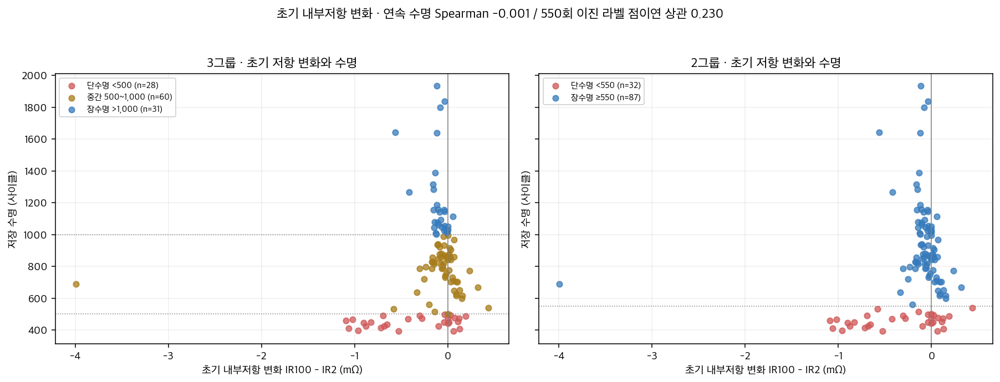 초기 내부저항 변화 · 연속 수명 Spearman -0.001 / 550회 이진 라벨 점이연 상관 0.230
3그룹 · 초기 저항 변화와 수명
단수명 <500 (n=28)
중간 500~1,000 (n=60)
장수명 >1,000 (n=31)
저장 수명 (사이클)
2000
1800
1600
1400
1200
1000
800
600
400
-4
-3
-2
-1
0
초기 내부저항 변화 IR100 - IR2 (mΩ)
2그룹 · 초기 저항 변화와 수명
단수명 <550 (n=32)
장수명 ≥550 (n=87)
저장 수명 (사이클)
-4
-3
-2
-1
0
초기 내부저항 변화 IR100 - IR2 (mΩ)